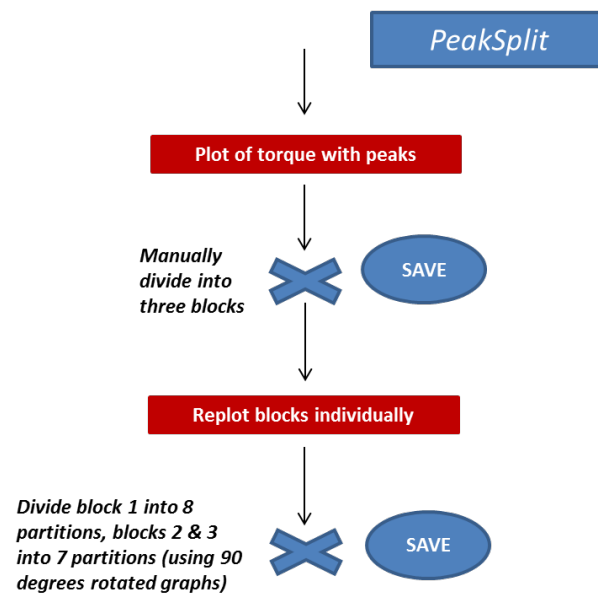 PeakSplit
Plot of torque with peaks
Manually
divide into
three blocks
SAVE
Replot blocks individually
Divide block 1 into 8
partitions, blocks 2 & 3
into 7 partitions (using 90
degrees rotated graphs)
SAVE